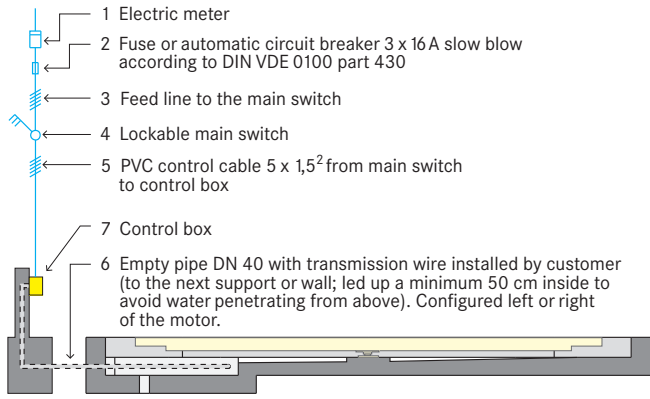 1 Electric meter
2 Fuse or automatic circuit breaker 3 x 16 A slow blow
according to DIN VDE 0100 part 430
3 Feed line to the main switch
4 Lockable main switch
5 PVC control cable 5 x 1,5² from main switch
to control box
7 Control box
6 Empty pipe DN 40 with transmission wire installed by customer
(to the next support or wall; led up a minimum 50 cm inside to
avoid water penetrating from above). Configured left or right
of the motor.